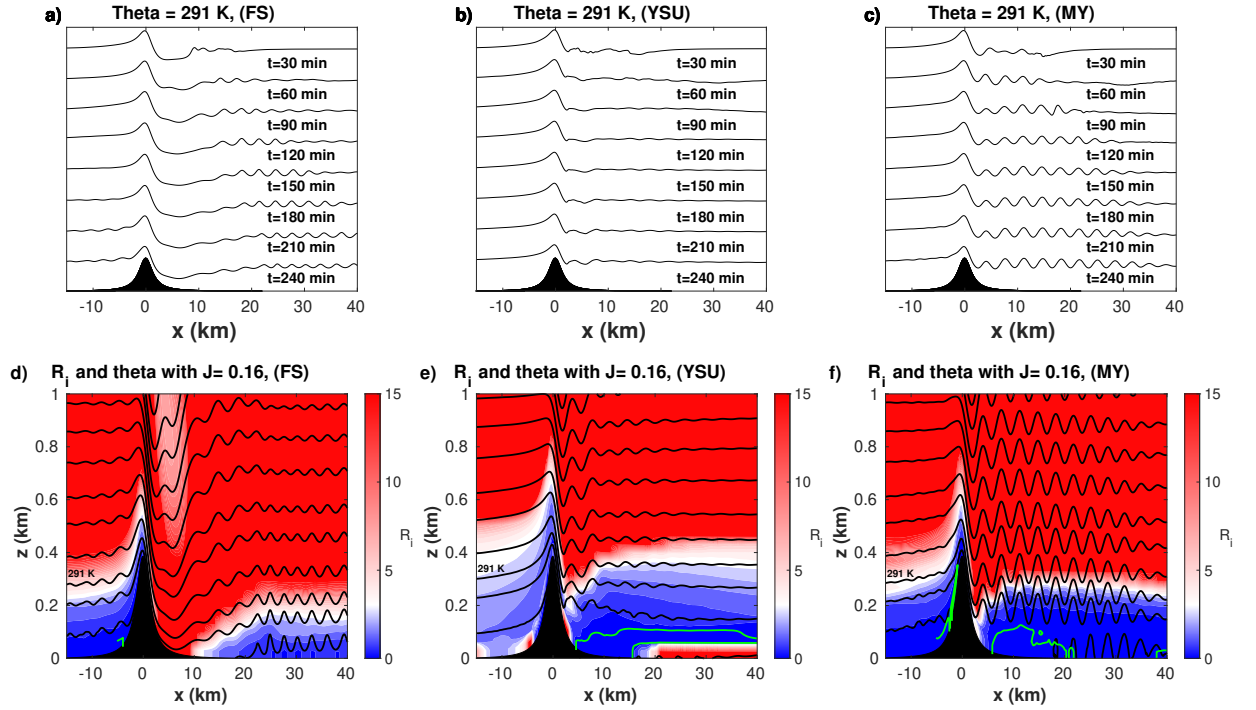 a) Theta = 291 K, (FS)
t=30 min
t=60 min
t=90 min
t=120 min
t=150 min
t=180 min
t=210 min
t=240 min
-10 0 10 20 30 40
x (km)
b) Theta = 291 K, (YSU)
t=30 min
t=60 min
t=90 min
t=120 min
t=150 min
t=180 min
t=210 min
t=240 min
-10 0 10 20 30 40
x (km)
c) Theta = 291 K, (MY)
t=30 min
t=60 min
t=90 min
t=120 min
t=150 min
t=180 min
t=210 min
t=240 min
-10 0 10 20 30 40
x (km)
d) R_i and theta with J= 0.16, (FS)
1
0.8
0.6
0.4
0.2
0
z (km)
291 K
-10 0 10 20 30 40
x (km)
15
10
5
0
R_i
e) R_i and theta with J= 0.16, (YSU)
1
0.8
0.6
0.4
0.2
0
z (km)
291 K
-10 0 10 20 30 40
x (km)
15
10
5
0
R_i
f) R_i and theta with J= 0.16, (MY)
1
0.8
0.6
0.4
0.2
0
z (km)
291 K
-10 0 10 20 30 40
x (km)
15
10
5
0
R_i